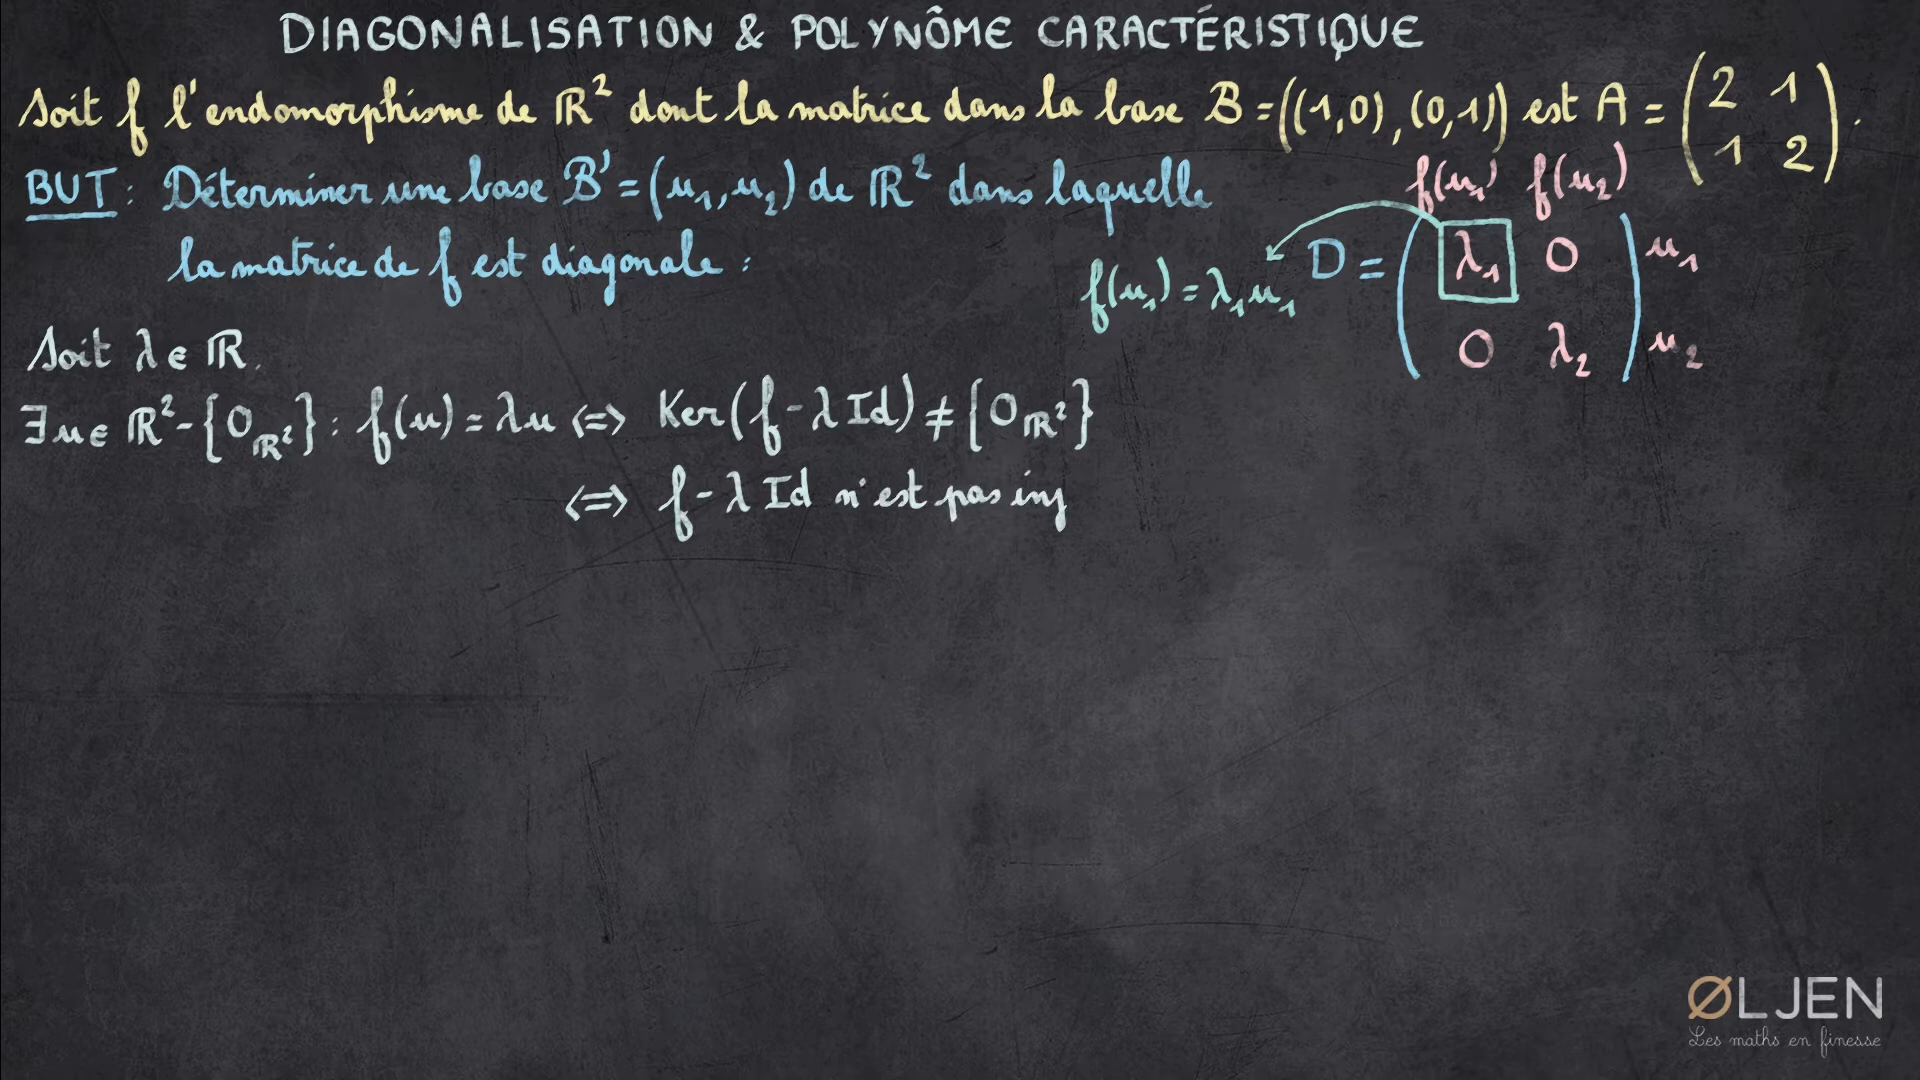 DIAGONALISATION & POLYNÔME CARACTÉRISTIQUE
Soit f l'endomorphisme de ℝ² dont la matrice dans la base B = ((1,0), (0,1)) est A = (2 1
1 2).
BUT : Déterminer une base B' = (u₁, u₂) de ℝ² dans laquelle
f(u₁) f(u₂)
la matrice de f est diagonale :
D = ( λ₁ 0 ) u₁
f(u₁) = λ₁u₁
0 λ₂ u₂
Soit λ ∈ ℝ.
∃u ∈ ℝ² - {0_ℝ²} : f(u) = λu ⟺ Ker(f - λ Id) ≠ {0_ℝ²}
⟺ f - λ Id n'est pas inj
ØLJEN
Les maths en finesse